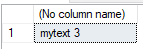 (No column name)
1 mytext 3